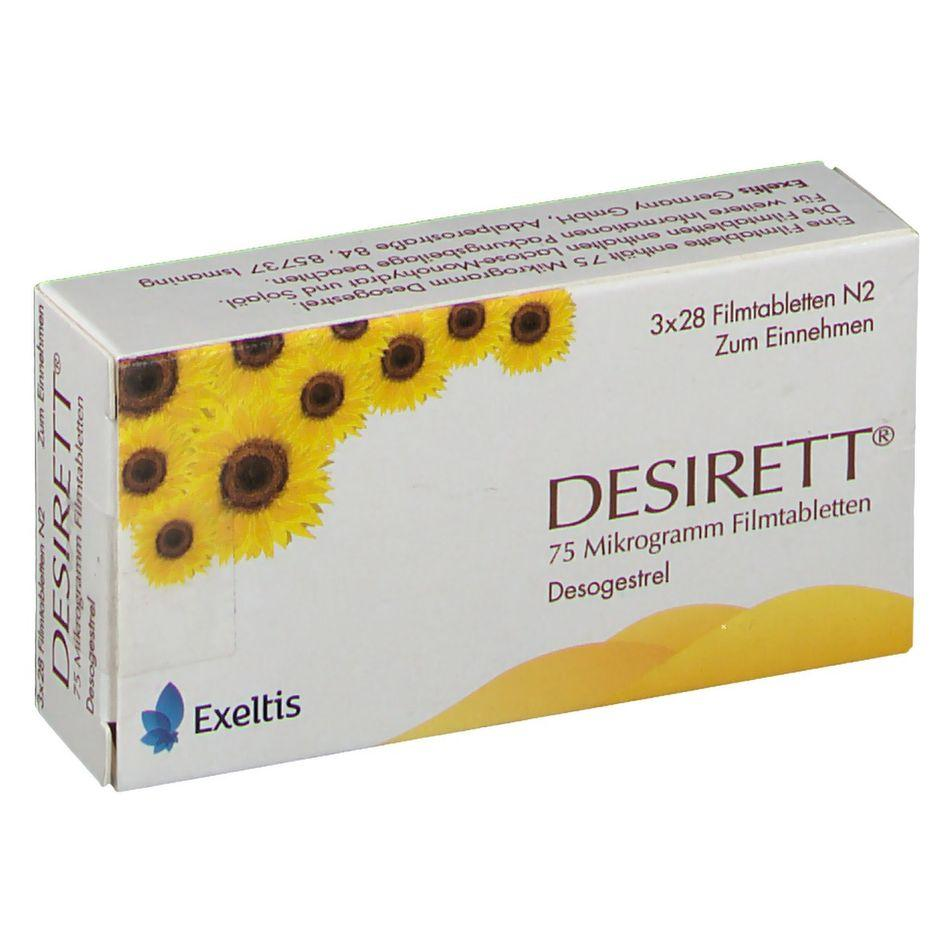 Eine Filmtablette enthält 75 Mikrogramm Desogestrel.
Die Filmtabletten enthalten Lactose-Monohydrat und Sojaöl.
Für weitere Informationen Packungsbeilage beachten.
Exeltis Germany GmbH, Adalperostraße 84, 85737 Ismaning
3x28 Filmtabletten N2
Zum Einnehmen
DESIRETT®
75 Mikrogramm Filmtabletten
Desogestrel
Exeltis
3x28 Filmtabletten N2 Zum Einnehmen
DESIRETT®
75 Mikrogramm Filmtabletten
Desogestrel